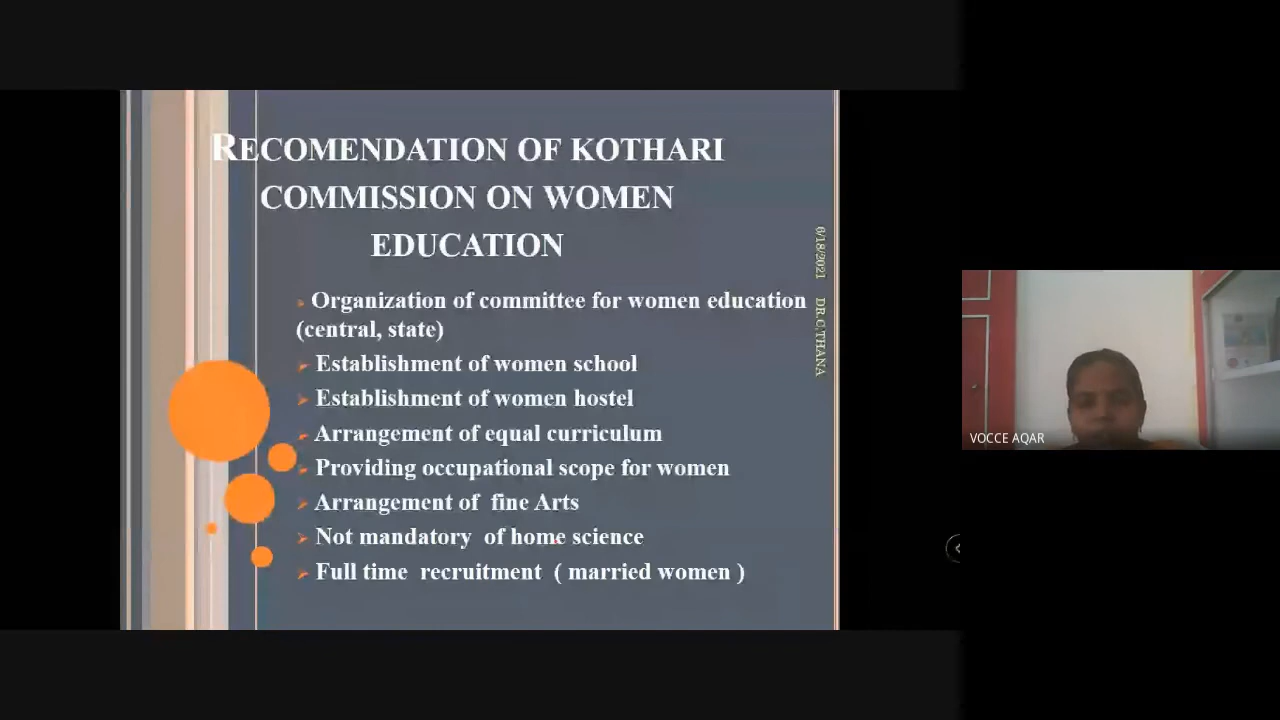 RECOMENDATION OF KOTHARI
COMMISSION ON WOMEN
EDUCATION
Organization of committee for women education
(central, state)
Establishment of women school
Establishment of women hostel
Arrangement of equal curriculum
Providing occupational scope for women
Arrangement of fine Arts
Not mandatory of home science
Full time recruitment ( married women )
6/18/2021 DR.C,THANA
VOCCE AQAR